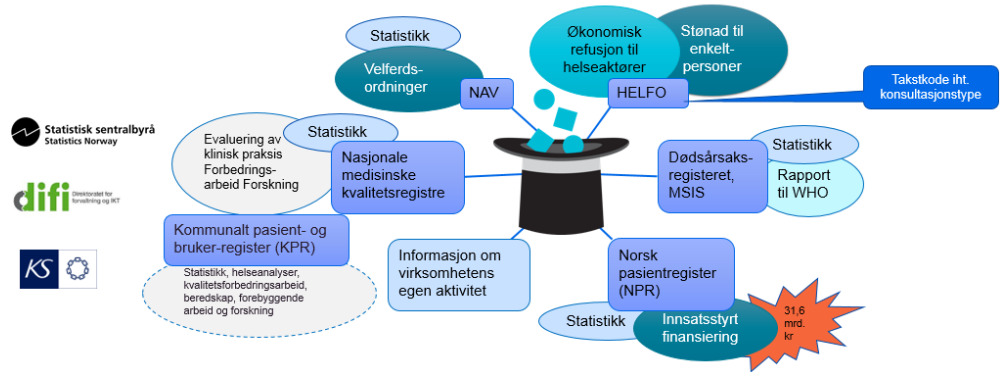 Statistikk
Velferds-
ordninger
NAV
Økonomisk
refusjon til
helseaktører
Stønad til
enkelt-
personer
HELFO
Takstkode iht.
konsultasjonstype
Statistisk sentralbyrå
Statistics Norway
Evaluering av
klinisk praksis
Forbedrings-
arbeid Forskning
Statistikk
Nasjonale
medisinske
kvalitetsregistre
Dødsårsaks-
registeret,
MSIS
Statistikk
Rapport
til WHO
difi
Direktoratet for
forvaltning og IKT
Kommunalt pasient- og
bruker-register (KPR)
KS
Statistikk, helseanalyser,
kvalitetsforbedringsarbeid,
beredskap, forebyggende
arbeid og forskning
Informasjon om
virksomhetens
egen aktivitet
Norsk
pasientregister
(NPR)
Statistikk
Innsatsstyrt
finansiering
31,6
mrd.
kr